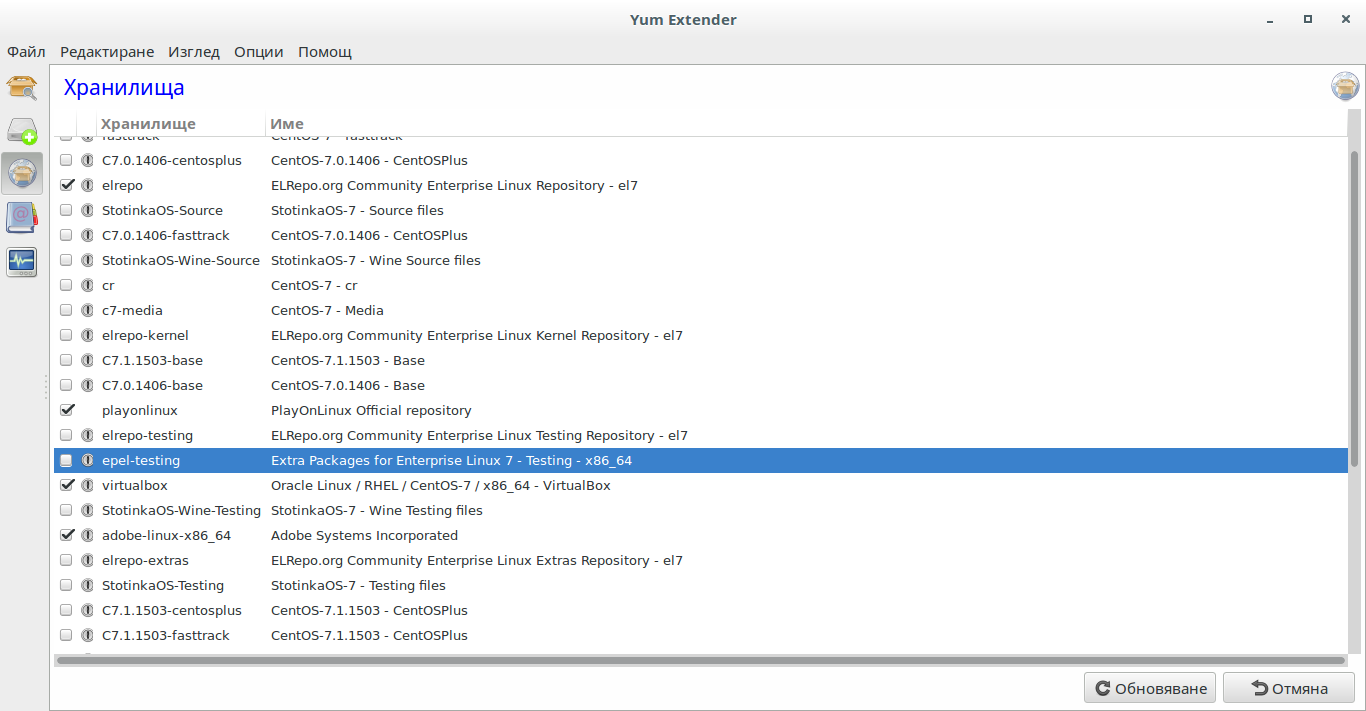 Yum Extender
Файл Редактиране Изглед Опции Помощ
Хранилища
Хранилище Име
fasttrack CentOS-7 - fasttrack
C7.0.1406-centosplus CentOS-7.0.1406 - CentOSPlus
elrepo ELRepo.org Community Enterprise Linux Repository - el7
StotinkaOS-Source StotinkaOS-7 - Source files
C7.0.1406-fasttrack CentOS-7.0.1406 - CentOSPlus
StotinkaOS-Wine-Source StotinkaOS-7 - Wine Source files
cr CentOS-7 - cr
c7-media CentOS-7 - Media
elrepo-kernel ELRepo.org Community Enterprise Linux Kernel Repository - el7
C7.1.1503-base CentOS-7.1.1503 - Base
C7.0.1406-base CentOS-7.0.1406 - Base
playonlinux PlayOnLinux Official repository
elrepo-testing ELRepo.org Community Enterprise Linux Testing Repository - el7
epel-testing Extra Packages for Enterprise Linux 7 - Testing - x86_64
virtualbox Oracle Linux / RHEL / CentOS-7 / x86_64 - VirtualBox
StotinkaOS-Wine-Testing StotinkaOS-7 - Wine Testing files
adobe-linux-x86_64 Adobe Systems Incorporated
elrepo-extras ELRepo.org Community Enterprise Linux Extras Repository - el7
StotinkaOS-Testing StotinkaOS-7 - Testing files
C7.1.1503-centosplus CentOS-7.1.1503 - CentOSPlus
C7.1.1503-fasttrack CentOS-7.1.1503 - CentOSPlus
Обновяване Отмяна